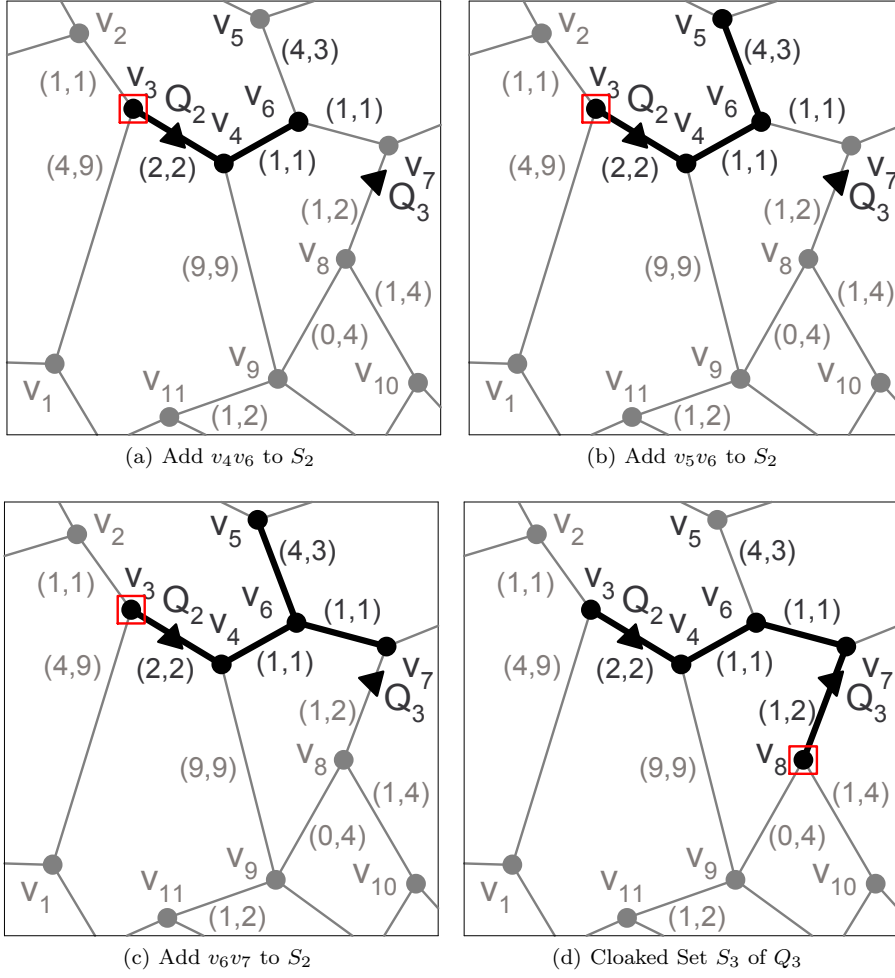 v2
v5
(4,3)
(1,1)
v3
Q2
v4
v6
(1,1)
(4,9)
(2,2)
(1,1)
v7
Q3
(1,2)
v8
(9,9)
(1,4)
(0,4)
v1
v11
v9
v10
(1,2)
(a) Add v4v6 to S2
v2
v5
(4,3)
(1,1)
v3
Q2
v4
v6
(1,1)
(4,9)
(2,2)
(1,1)
v7
Q3
(1,2)
v8
(9,9)
(1,4)
(0,4)
v1
v11
v9
v10
(1,2)
(b) Add v5v6 to S2
v2
v5
(4,3)
(1,1)
v3
Q2
v4
v6
(1,1)
(4,9)
(2,2)
(1,1)
v7
Q3
(1,2)
v8
(9,9)
(1,4)
(0,4)
v1
v11
v9
v10
(1,2)
(c) Add v6v7 to S2
v2
v5
(4,3)
(1,1)
v3
Q2
v4
v6
(1,1)
(4,9)
(2,2)
(1,1)
v7
Q3
(1,2)
v8
(9,9)
(1,4)
(0,4)
v1
v11
v9
v10
(1,2)
(d) Cloaked Set S3 of Q3